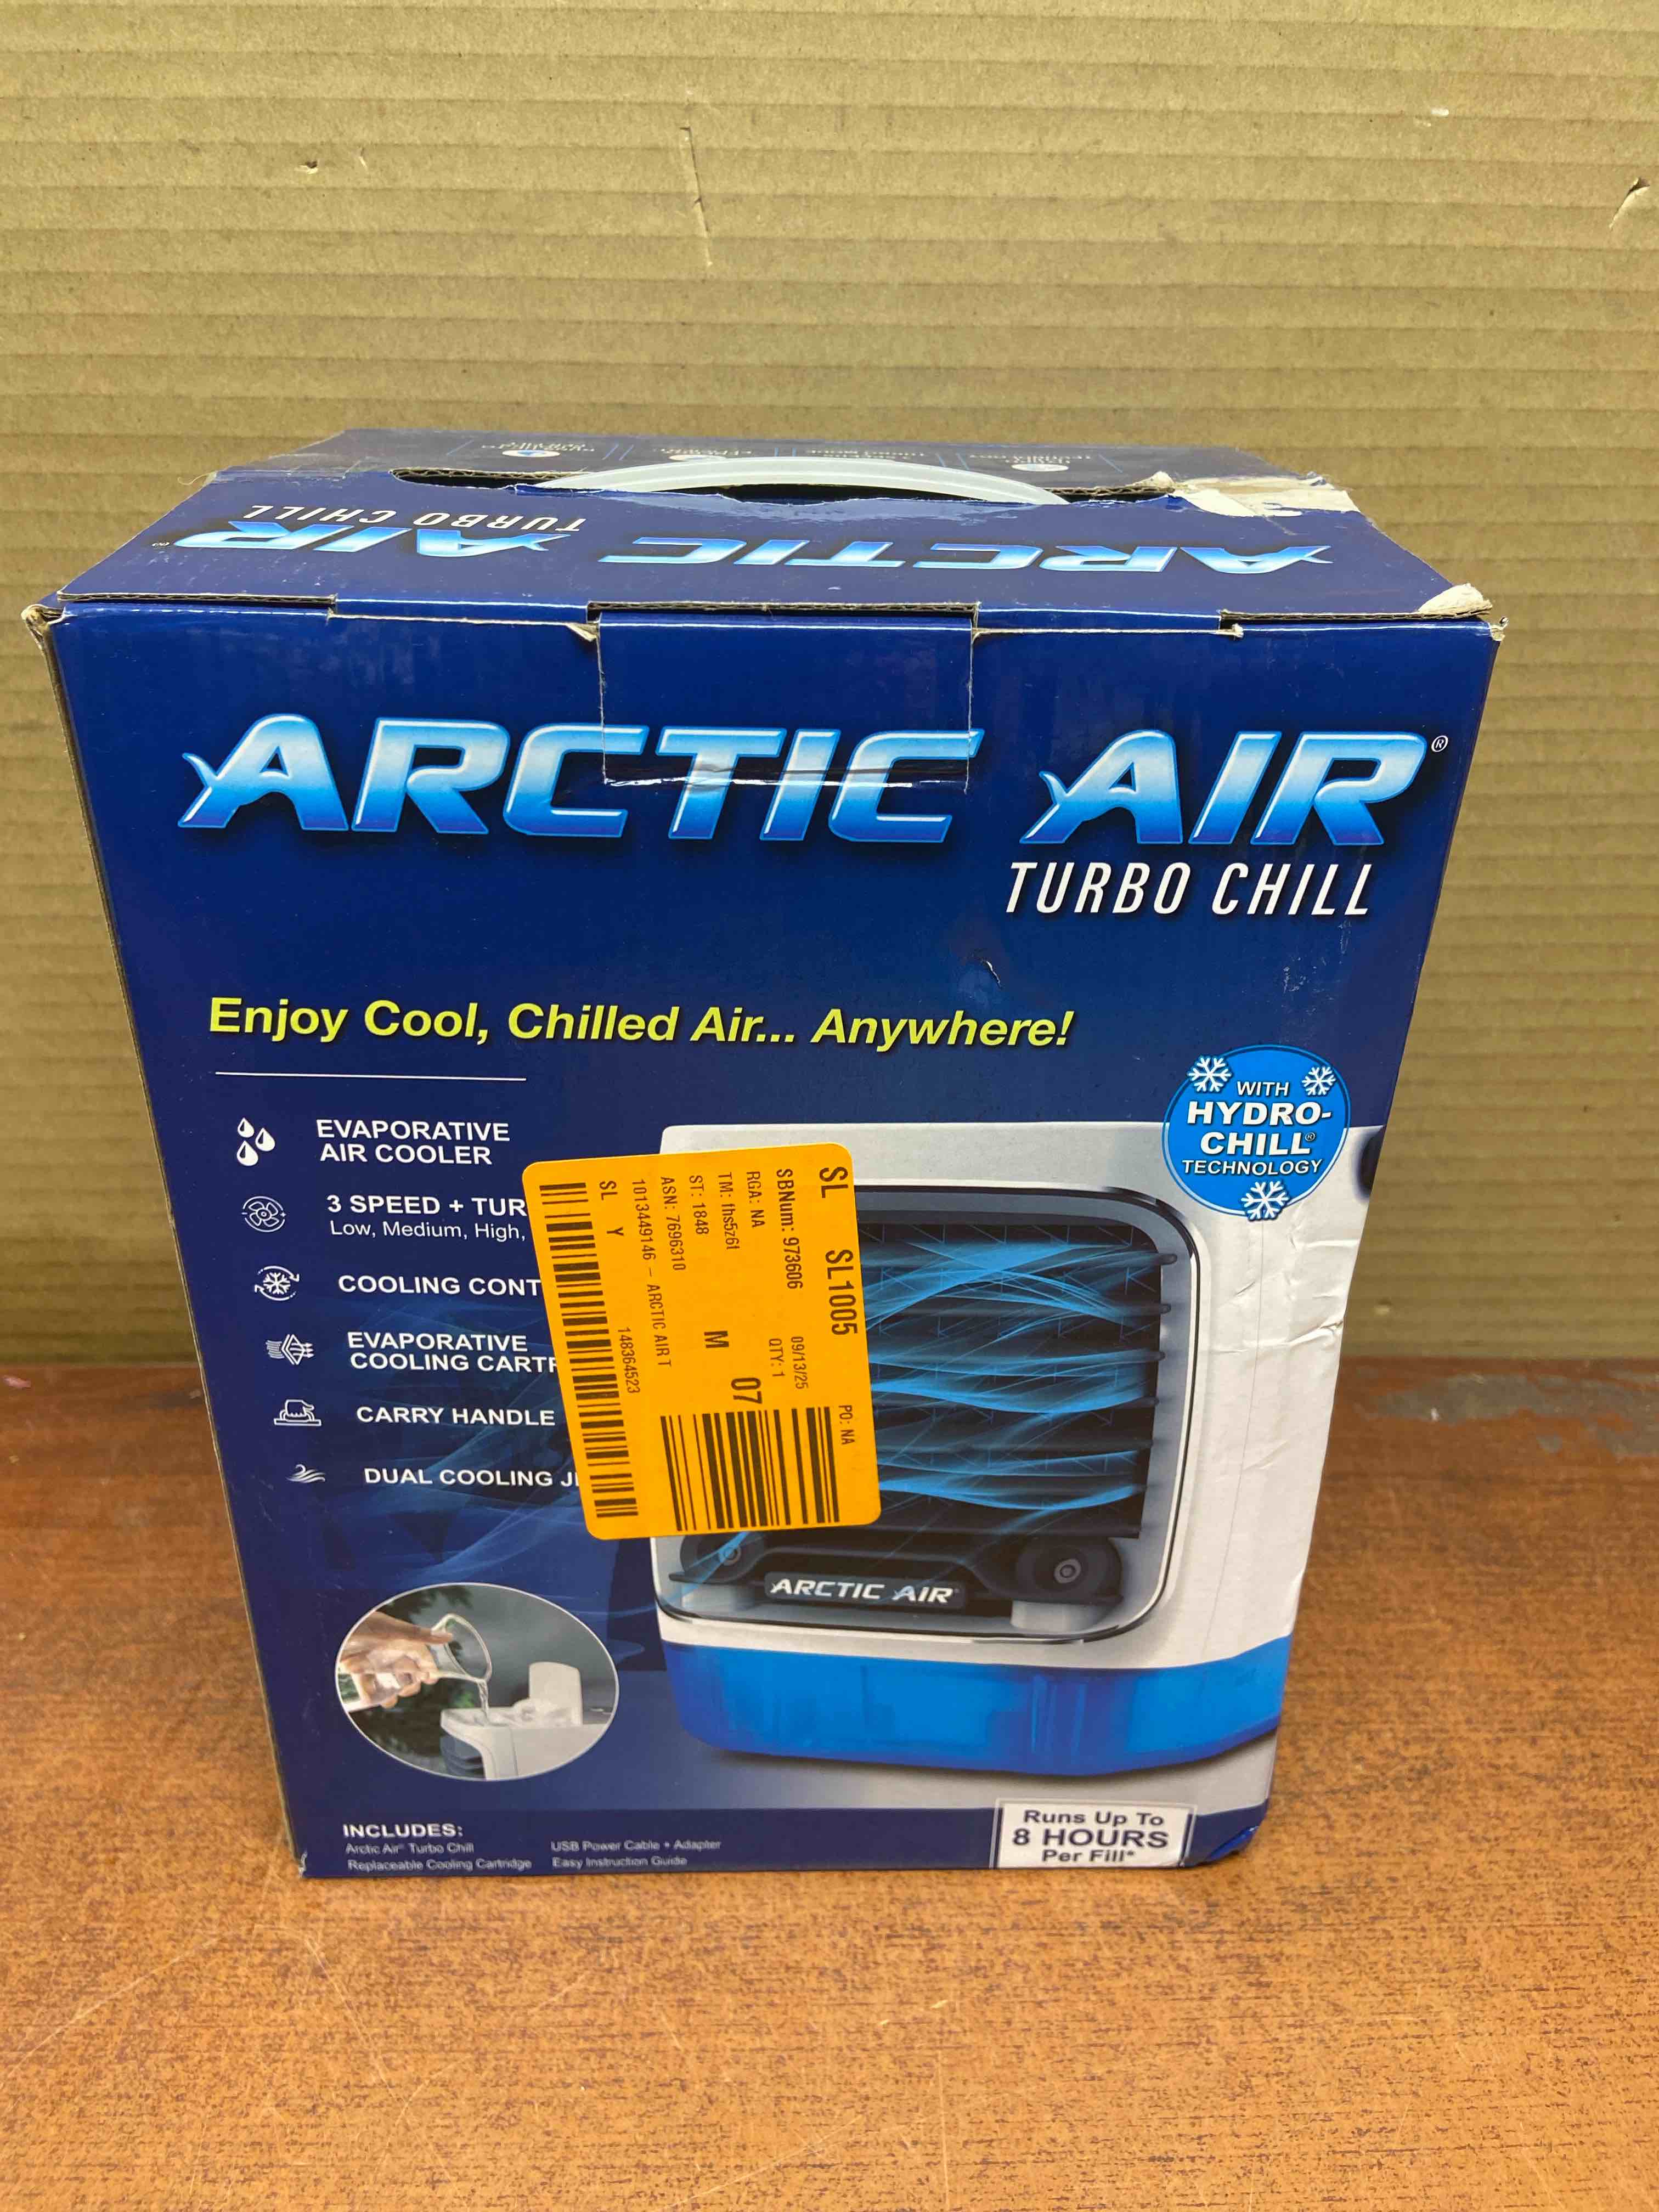 ARCTIC AIR
TURBO CHILL
ARCTIC AIR®
TURBO CHILL
Enjoy Cool, Chilled Air... Anywhere!
WITH
HYDRO-
CHILL®
TECHNOLOGY
EVAPORATIVE
AIR COOLER
3 SPEED + TUR
Low, Medium, High,
COOLING CONT
EVAPORATIVE
COOLING CARTR
CARRY HANDLE
DUAL COOLING J
SL SL1005 PO: NA
SBNum: 973606 09/13/25
RGA: NA QTY: 1
TM: fhs5z6f 07
ST: 1848 M
ASN: 7696310
1013449146 – ARCTIC AIR T
SL Y 148364523
ARCTIC AIR
INCLUDES:
Arctic Air® Turbo Chill
Replaceable Cooling Cartridge
USB Power Cable + Adapter
Easy Instruction Guide
Runs Up To
8 HOURS
Per Fill*